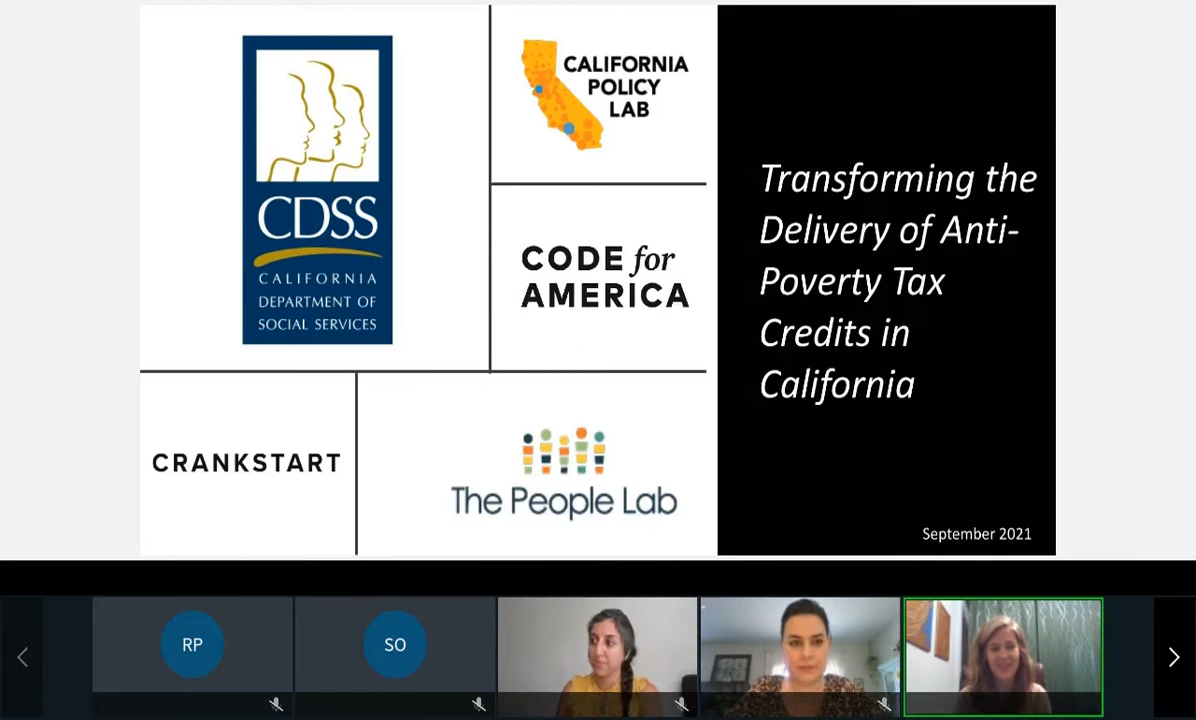 CDSS
CALIFORNIA
DEPARTMENT OF
SOCIAL SERVICES
CALIFORNIA
POLICY
LAB
CODE for
AMERICA
CRANKSTART
The People Lab
Transforming the
Delivery of Anti-
Poverty Tax
Credits in
California
September 2021
RP
SO